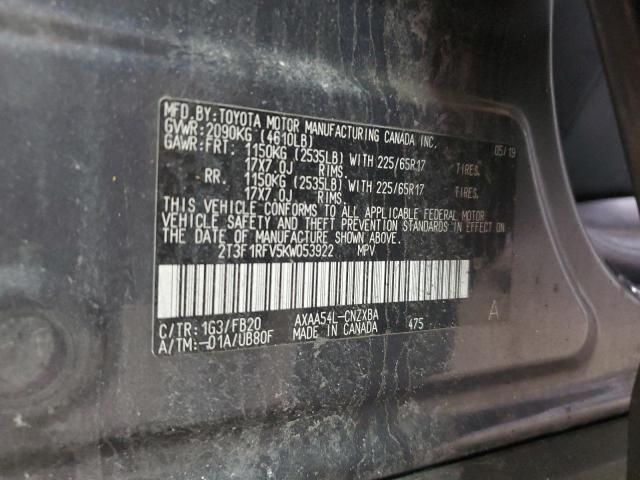 MFD.BY:TOYOTA MOTOR MANUFACTURING CANADA INC.
GVWR:2090KG (4610LB) 05/19
GAWR:FRT: 1150KG (2535LB) WITH 225/65R17 TIRES.
17X7.0J RIMS.
RR. 1150KG (2535LB) WITH 225/65R17 TIRES.
17X7.0J RIMS.
THIS VEHICLE CONFORMS TO ALL APPLICABLE FEDERAL MOTOR
VEHICLE SAFETY AND THEFT PREVENTION STANDARDS IN EFFECT ON
THE DATE OF MANUFACTURE SHOWN ABOVE.
2T3F1RFV5KW053922 MPV
C/TR: 1G3/FB20 AXAA54L-CNZXBA A
A/TM:-01A/UB80F MADE IN CANADA 475